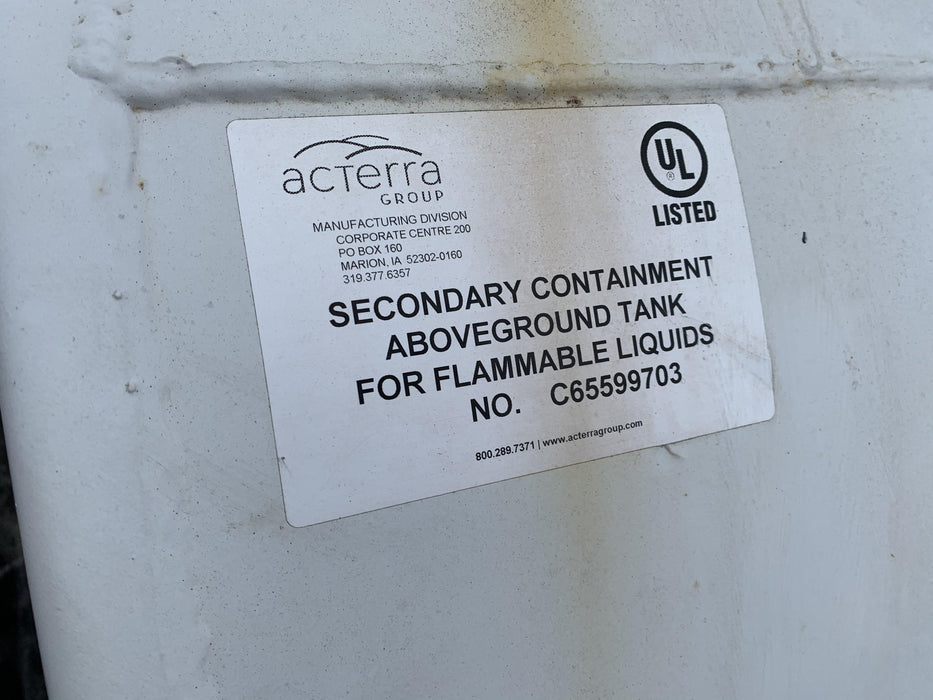 acterra
GROUP
MANUFACTURING DIVISION
CORPORATE CENTRE 200
PO BOX 160
MARION, IA 52302-0160
319.377.6357
UL
®
LISTED
SECONDARY CONTAINMENT
ABOVEGROUND TANK
FOR FLAMMABLE LIQUIDS
NO. C65599703
800.289.7371 | www.acterragroup.com